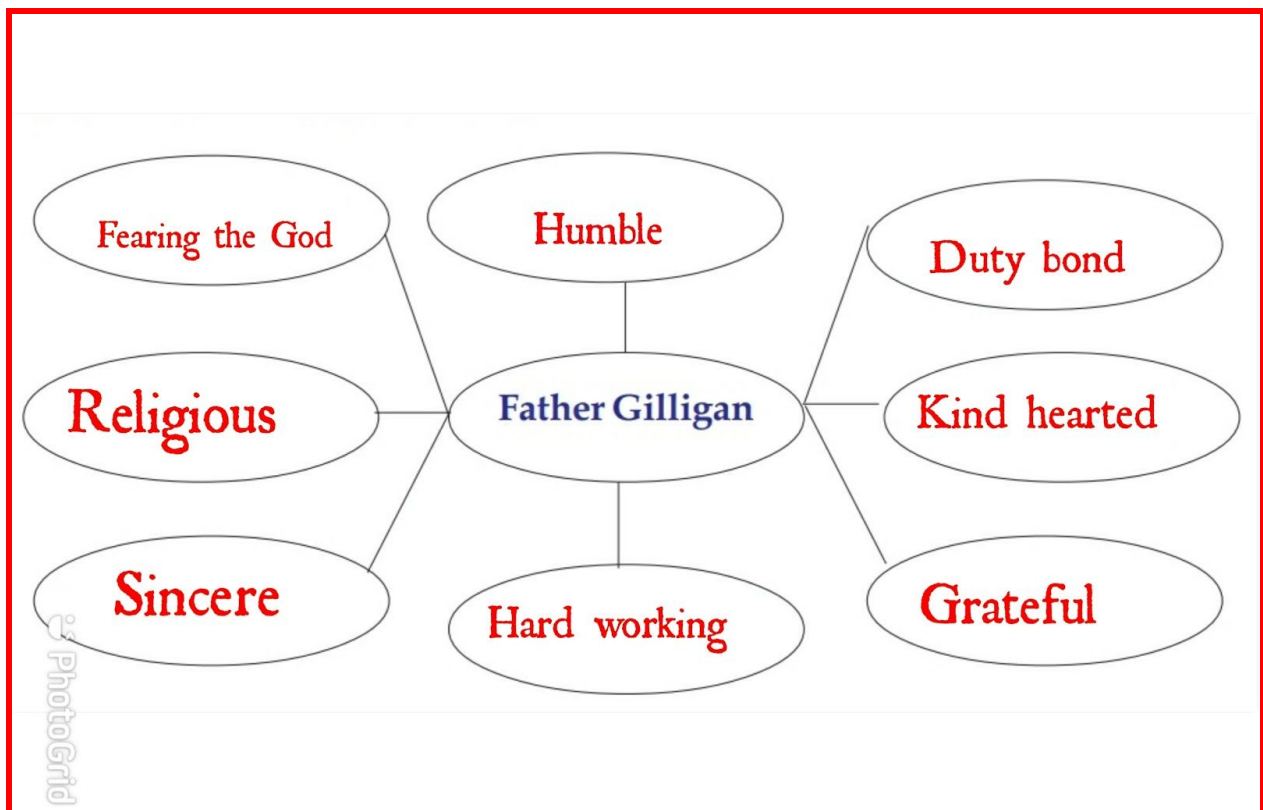 Fearing the God
Humble
Duty bond
Religious
Father Gilligan
Kind hearted
Sincere
Hard working
Grateful
PhotoGrid